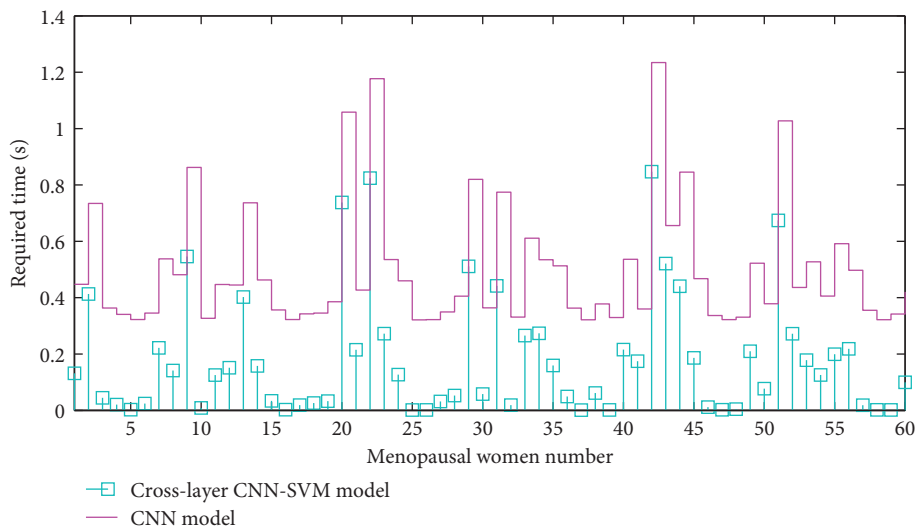 1.4
1.2
1
0.8
0.6
0.4
0.2
0
Required time (s)
5 10 15 20 25 30 35 40 45 50 55 60
Menopausal women number
Cross-layer CNN-SVM model
CNN model